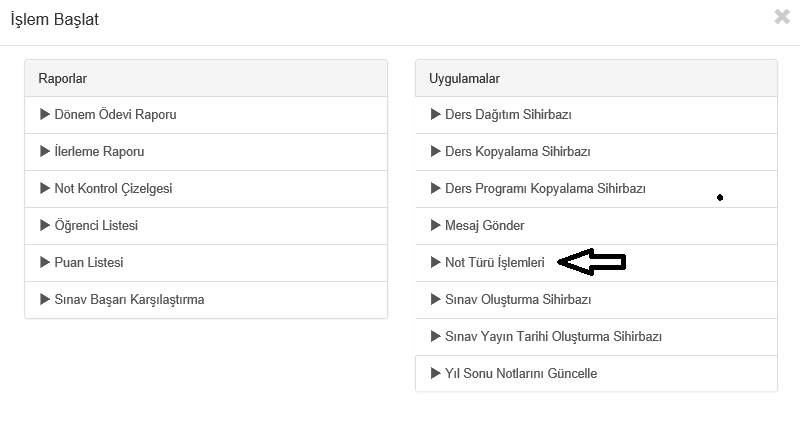 İşlem Başlat
Raporlar
Dönem Ödevi Raporu
İlerleme Raporu
Not Kontrol Çizelgesi
Öğrenci Listesi
Puan Listesi
Sınav Başarı Karşılaştırma
Uygulamalar
Ders Dağıtım Sihirbazı
Ders Kopyalama Sihirbazı
Ders Programı Kopyalama Sihirbazı
Mesaj Gönder
Not Türü İşlemleri
Sınav Oluşturma Sihirbazı
Sınav Yayın Tarihi Oluşturma Sihirbazı
Yıl Sonu Notlarını Güncelle